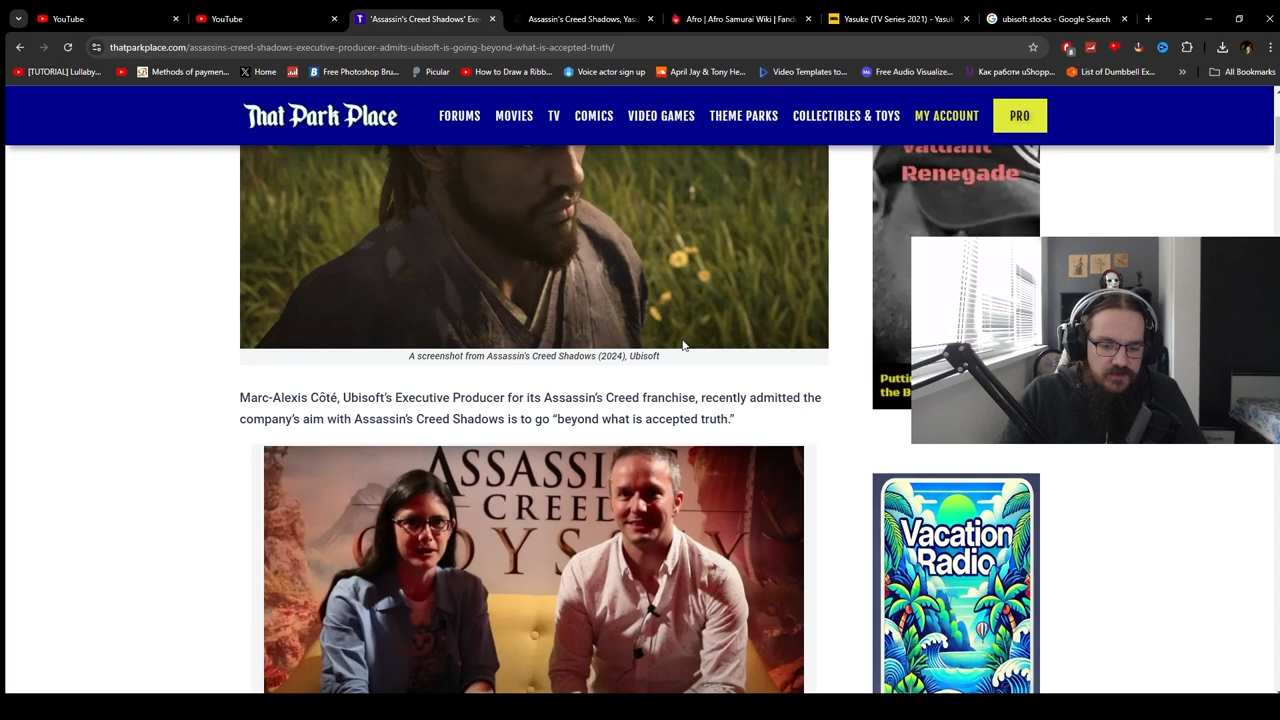 YouTube
YouTube
'Assassin's Creed Shadows' Exe
Assassin's Creed Shadows, Yasu
Afro | Afro Samurai Wiki | Fand
Yasuke (TV Series 2021) - Yasuk
ubisoft stocks - Google Search
thatparkplace.com/assassins-creed-shadows-executive-producer-admits-ubisoft-is-going-beyond-what-is-accepted-truth/
[TUTORIAL] Lullaby...
Methods of paymen...
Home
Free Photoshop Bru...
Picular
How to Draw a Ribb...
Voice actor sign up
April Jay & Tony He...
Video Templates to...
Free Audio Visualize...
Как работи uShopp...
List of Dumbbell Ex...
All Bookmarks
That Park Place
FORUMS
MOVIES
TV
COMICS
VIDEO GAMES
THEME PARKS
COLLECTIBLES & TOYS
MY ACCOUNT
PRO
Valiant
Renegade
A screenshot from Assassin's Creed Shadows (2024), Ubisoft
Marc-Alexis Côté, Ubisoft's Executive Producer for its Assassin's Creed franchise, recently admitted the
company's aim with Assassin's Creed Shadows is to go "beyond what is accepted truth."
Putti
the B
ASSASSI
CREED
ODYSSEY
Vacation
Radio